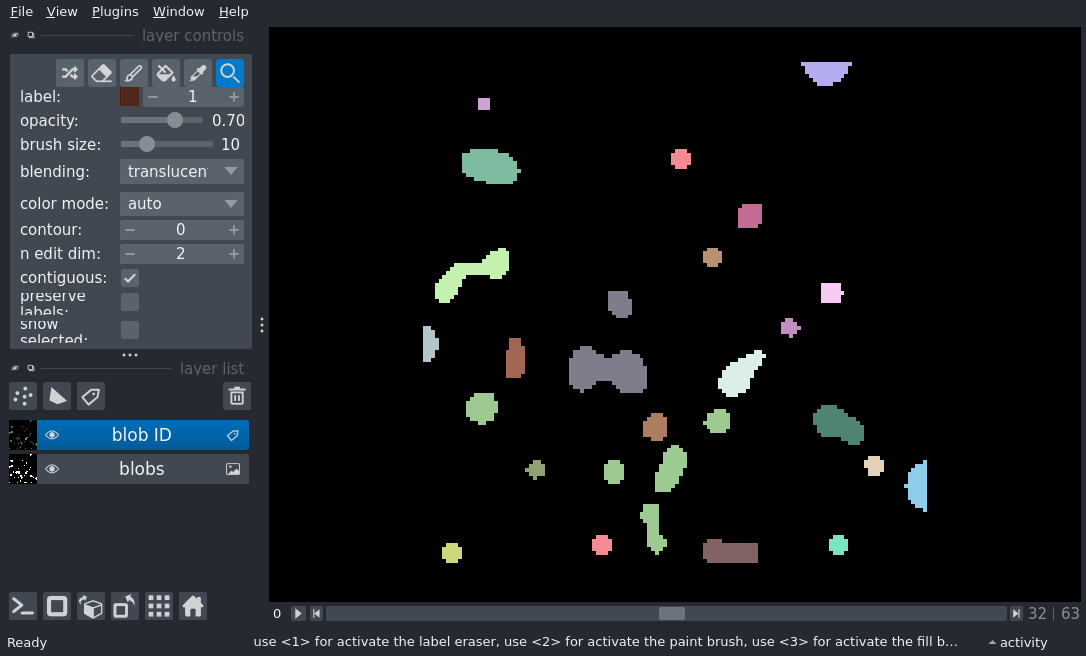 File View Plugins Window Help
layer controls
label: 1
opacity: 0.70
brush size: 10
blending: translucen
color mode: auto
contour: 0
n edit dim: 2
contiguous:
preserve
labels:
show
selected:
layer list
blob ID
blobs
0 32 | 63
Ready use <1> for activate the label eraser, use <2> for activate the paint brush, use <3> for activate the fill b... activity